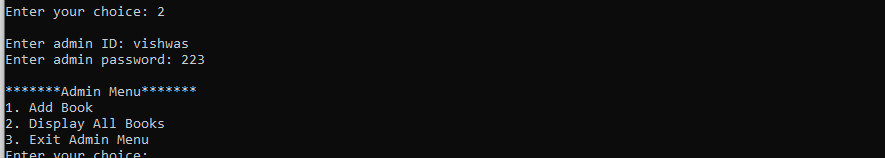 Enter your choice: 2
Enter admin ID: vishwas
Enter admin password: 223
*******Admin Menu*******
1. Add Book
2. Display All Books
3. Exit Admin Menu
Enter your choice: